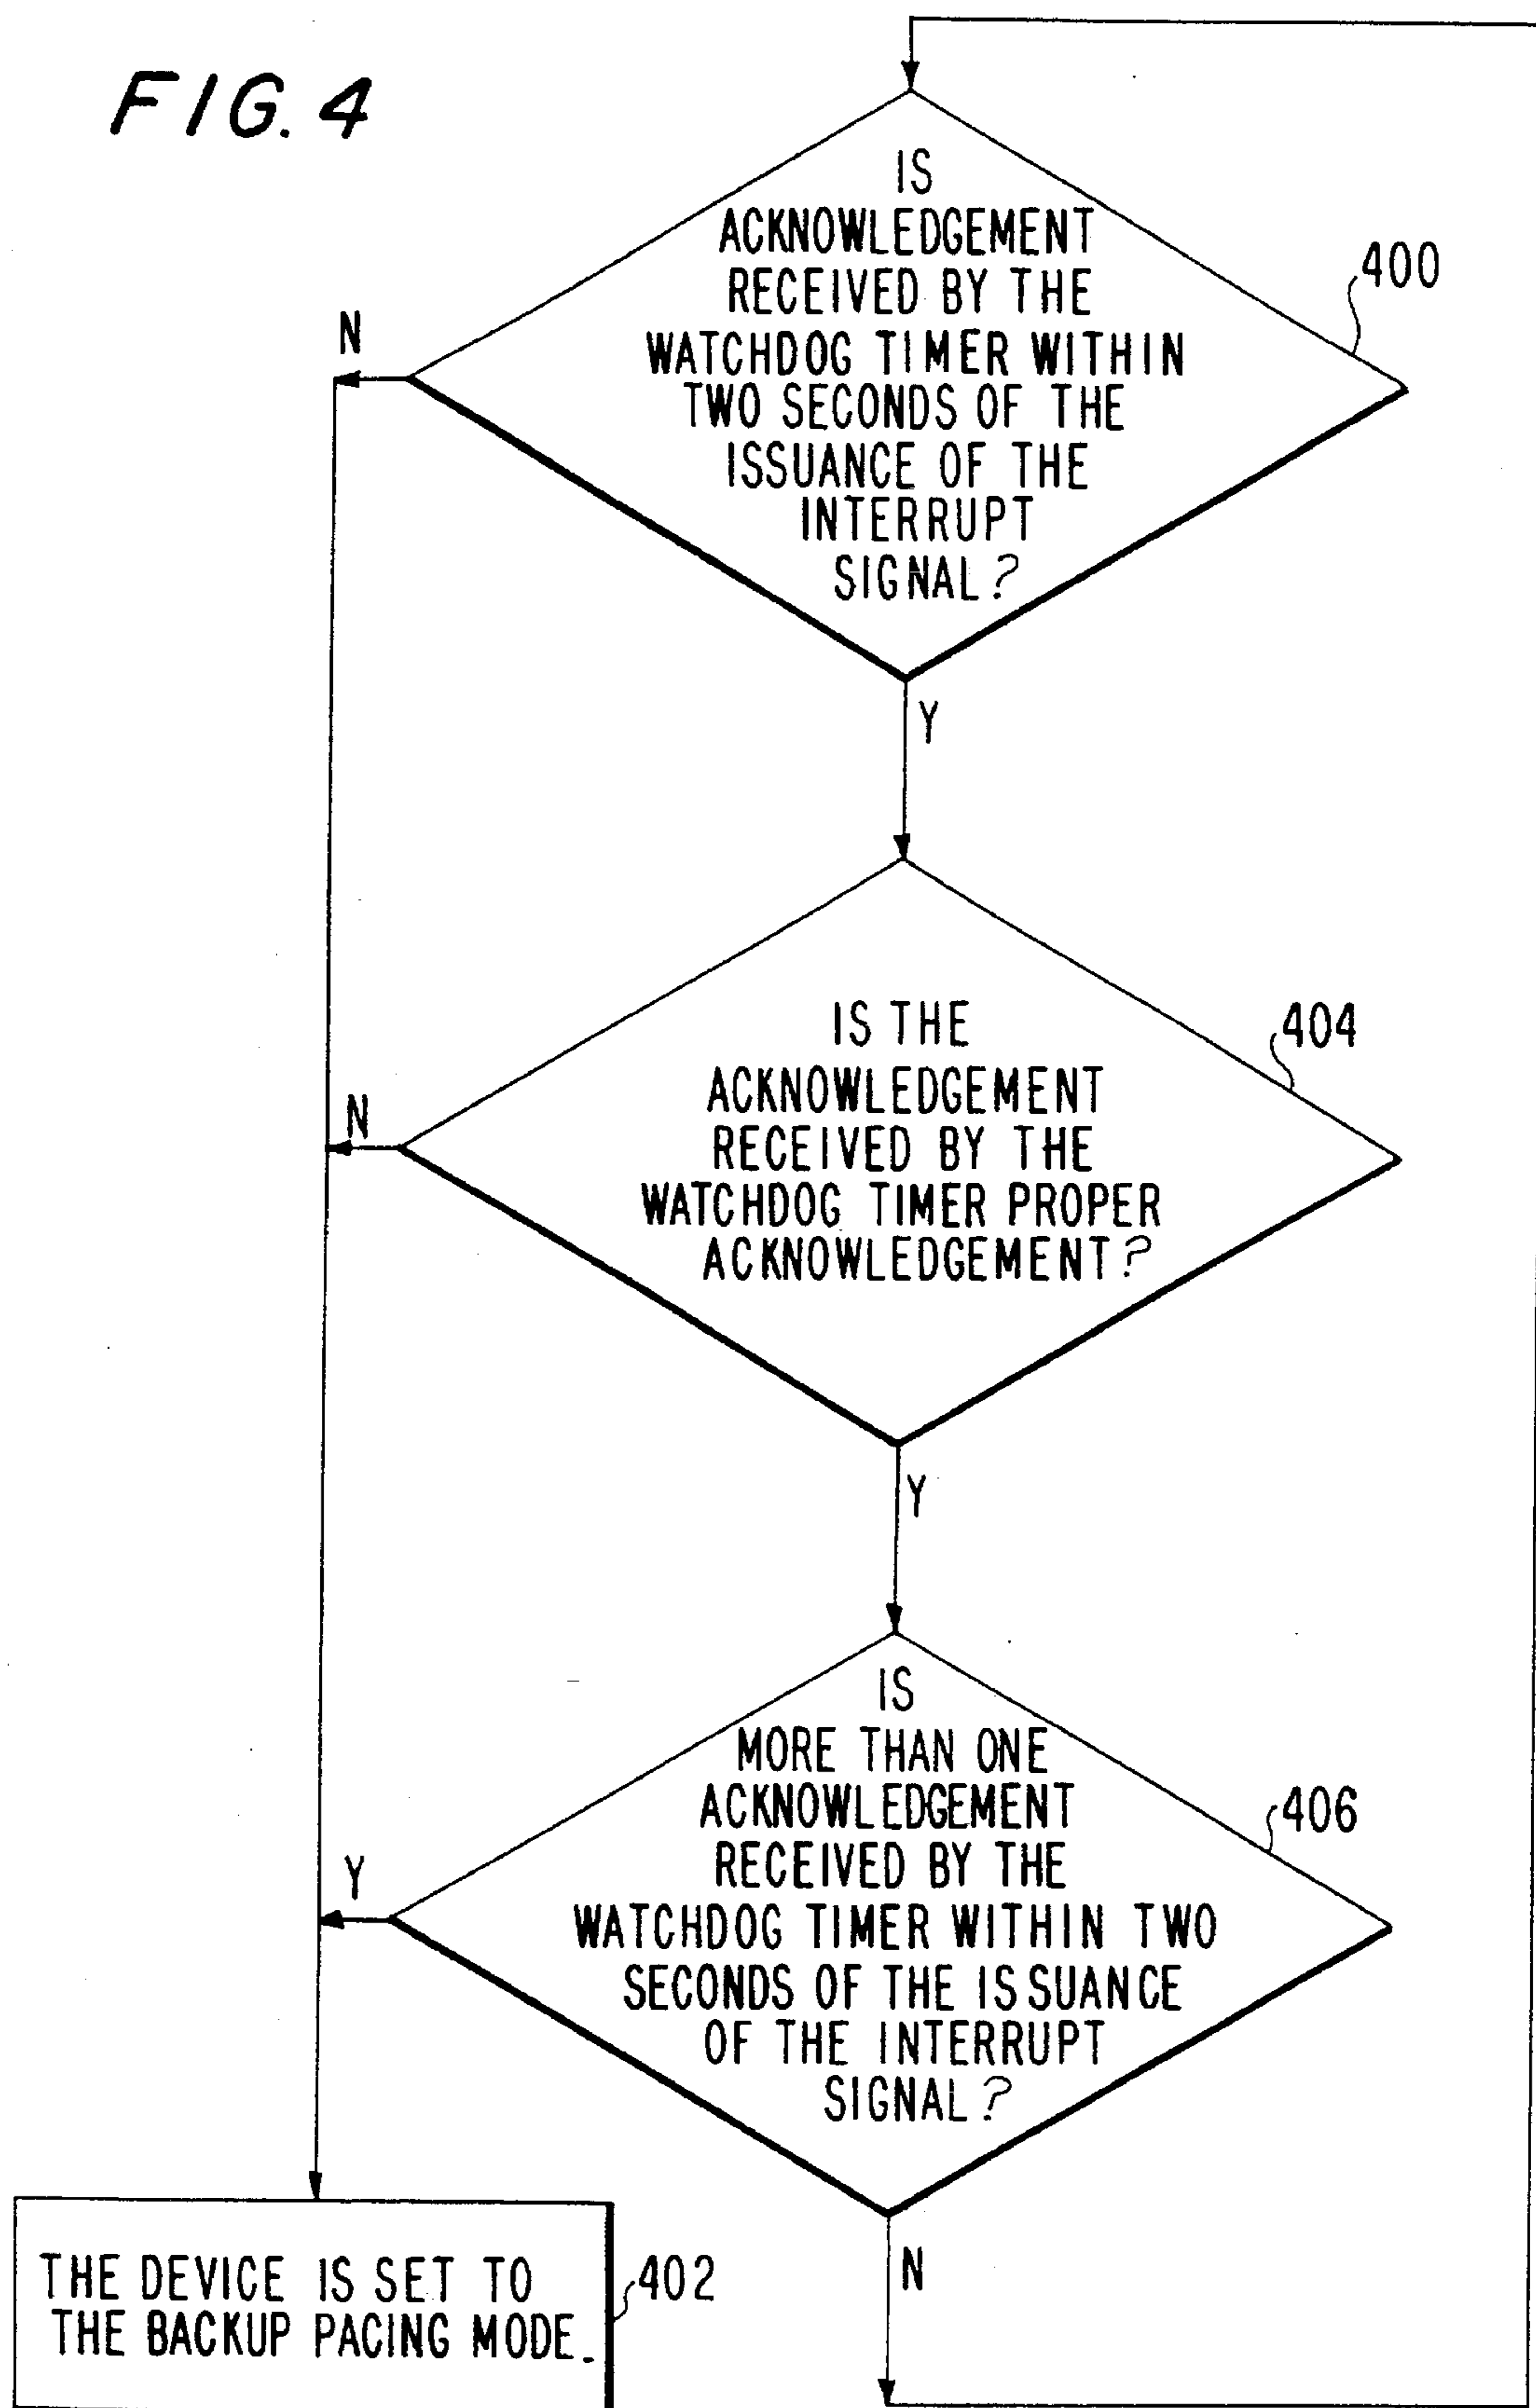 FIG. 4
IS
ACKNOWLEDGEMENT
RECEIVED BY THE
WATCHDOG TIMER WITHIN
TWO SECONDS OF THE
ISSUANCE OF THE
INTERRUPT
SIGNAL?
400
N
Y
IS THE
ACKNOWLEDGEMENT
RECEIVED BY THE
WATCHDOG TIMER PROPER
ACKNOWLEDGEMENT?
404
N
Y
IS
MORE THAN ONE
ACKNOWLEDGEMENT
RECEIVED BY THE
WATCHDOG TIMER WITHIN TWO
SECONDS OF THE ISSUANCE
OF THE INTERRUPT
SIGNAL?
406
Y
N
THE DEVICE IS SET TO
THE BACKUP PACING MODE.
402